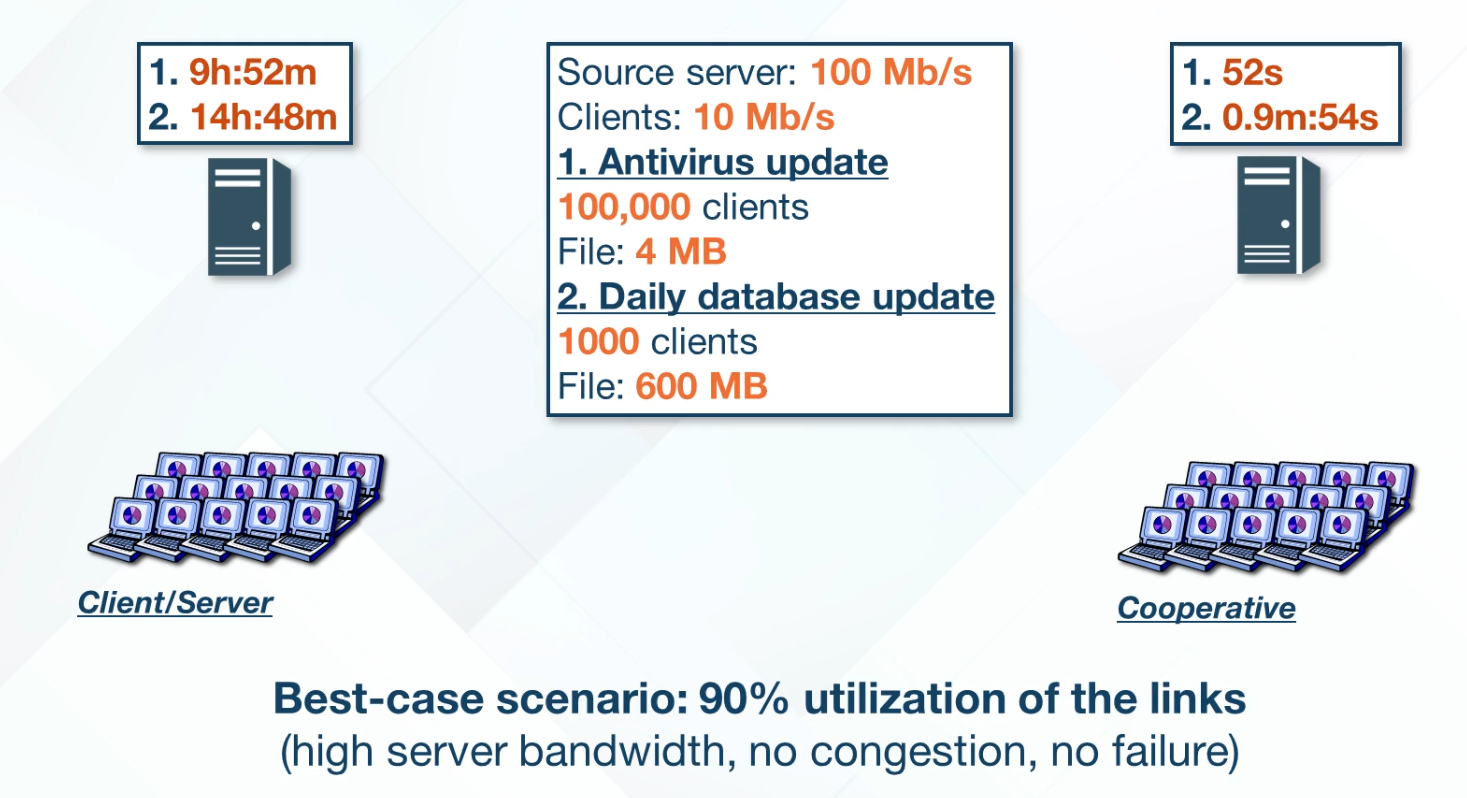 1. 9h:52m
2. 14h:48m
Source server: 100 Mb/s
Clients: 10 Mb/s
1. Antivirus update
100,000 clients
File: 4 MB
2. Daily database update
1000 clients
File: 600 MB
1. 52s
2. 0.9m:54s
Client/Server
Cooperative
Best-case scenario: 90% utilization of the links
(high server bandwidth, no congestion, no failure)